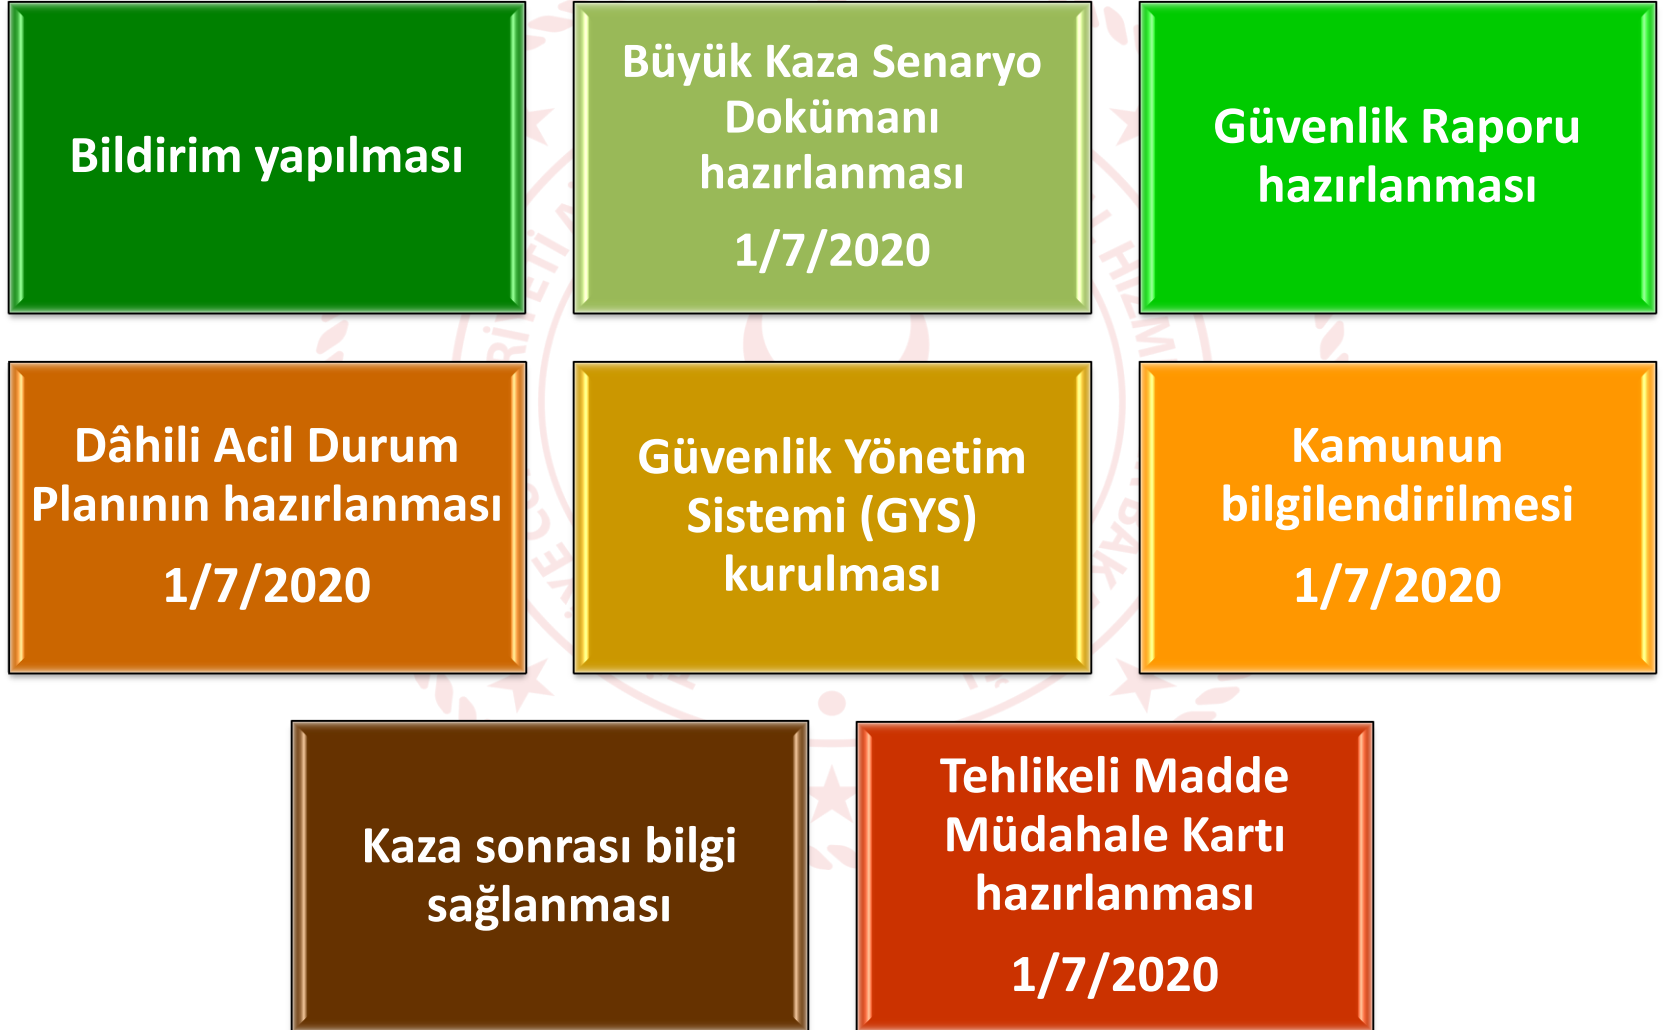 Bildirim yapılması
Büyük Kaza Senaryo
Dokümanı
hazırlanması
1/7/2020
Güvenlik Raporu
hazırlanması
Dâhili Acil Durum
Planının hazırlanması
1/7/2020
Güvenlik Yönetim
Sistemi (GYS)
kurulması
Kamunun
bilgilendirilmesi
1/7/2020
Kaza sonrası bilgi
sağlanması
Tehlikeli Madde
Müdahale Kartı
hazırlanması
1/7/2020